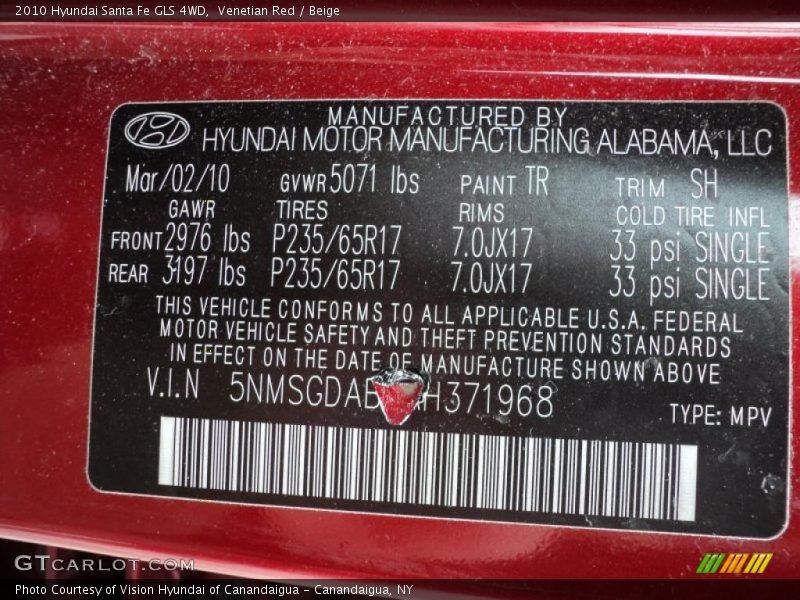 2010 Hyundai Santa Fe GLS 4WD, Venetian Red / Beige
MANUFACTURED BY
HYUNDAI MOTOR MANUFACTURING ALABAMA, LLC
Mar/02/10 GVWR 5071 lbs PAINT TR TRIM SH
GAWR TIRES RIMS COLD TIRE INFL
FRONT 2976 lbs P235/65R17 7.0JX17 33 psi SINGLE
REAR 3197 lbs P235/65R17 7.0JX17 33 psi SINGLE
THIS VEHICLE CONFORMS TO ALL APPLICABLE U.S.A. FEDERAL
MOTOR VEHICLE SAFETY AND THEFT PREVENTION STANDARDS
IN EFFECT ON THE DATE OF MANUFACTURE SHOWN ABOVE
V.I.N
TYPE: MPV
GTCARLOT.COM
Photo Courtesy of Vision Hyundai of Canandaigua - Canandaigua, NY